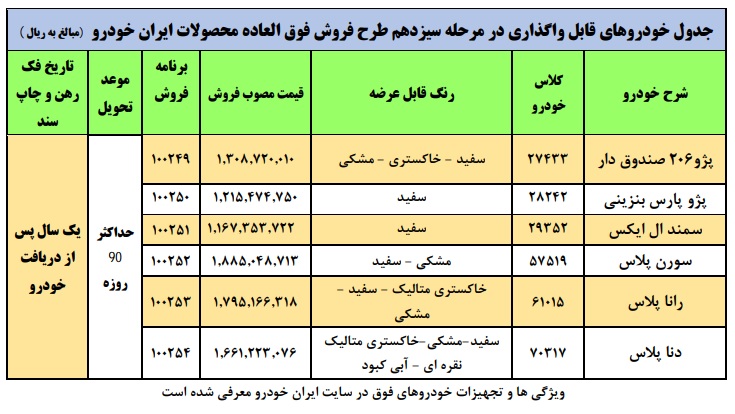 جدول خودروهای قابل واگذاری در مرحله سیزدهم طرح فروش فوق العاده محصولات ایران خودرو (مبالغ به ریال)
شرح خودرو | کلاس خودرو | رنگ قابل عرضه | قیمت مصوب فروش | برنامه فروش | موعد تحویل | تاریخ فک رهن و چاپ سند
پژو۲۰۶ صندوق دار | ۲۷۴۳۳ | سفید - خاکستری - مشکی | ۱,۳۰۸,۷۲۰,۰۱۰ | ۱۰۰۲۴۹ | حداکثر 90 روزه | یک سال پس از دریافت خودرو
پژو پارس بنزینی | ۲۸۲۴۲ | سفید | ۱,۲۱۵,۴۷۴,۷۵۰ | ۱۰۰۲۵۰
سمند ال ایکس | ۲۹۳۵۲ | سفید | ۱,۱۶۷,۳۵۳,۷۲۲ | ۱۰۰۲۵۱
سورن پلاس | ۵۷۵۱۹ | مشکی - سفید | ۱,۸۸۵,۰۴۸,۷۱۳ | ۱۰۰۲۵۲
رانا پلاس | ۶۱۰۱۵ | خاکستری متالیک - سفید - مشکی | ۱,۷۹۵,۱۶۶,۳۱۸ | ۱۰۰۲۵۳
دنا پلاس | ۷۰۳۱۷ | سفید-مشکی-خاکستری متالیک نقره ای - آبی کبود | ۱,۶۶۱,۲۲۳,۰۷۶ | ۱۰۰۲۵۴
ویژگی ها و تجهیزات خودروهای فوق در سایت ایران خودرو معرفی شده است